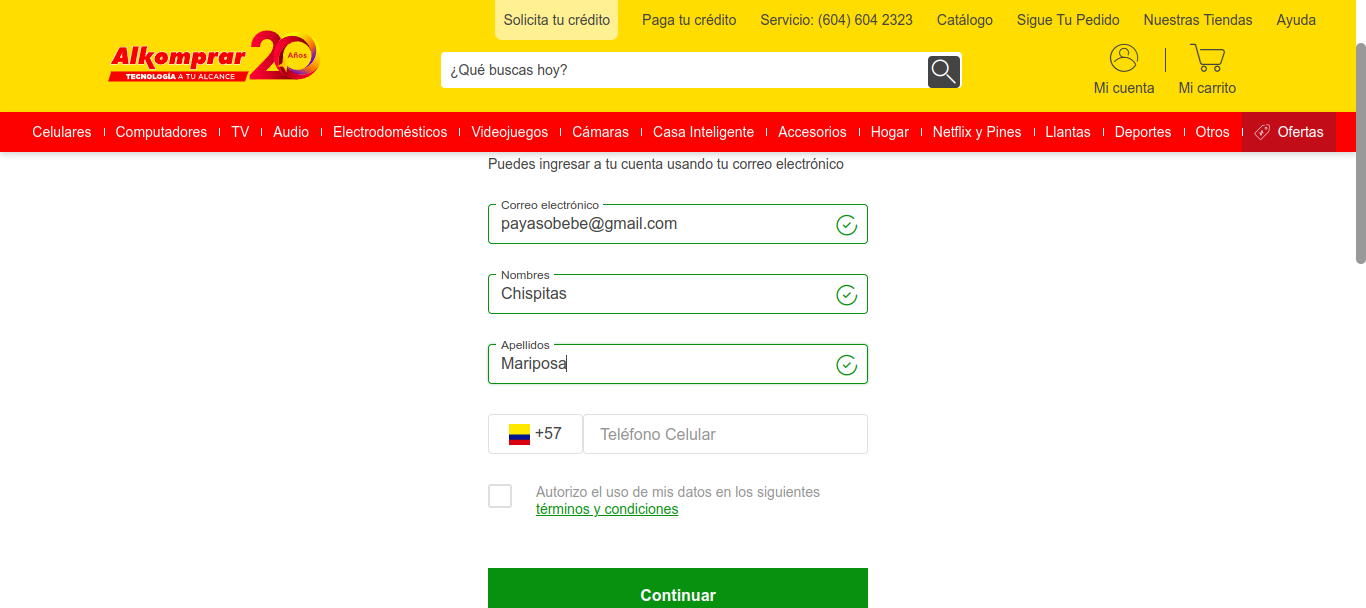 Solicita tu crédito Paga tu crédito Servicio: (604) 604 2323 Catálogo Sigue Tu Pedido Nuestras Tiendas Ayuda
Alkomprar 20 Años
TECNOLOGÍA A TU ALCANCE
¿Qué buscas hoy?
Mi cuenta Mi carrito
Celulares Computadores TV Audio Electrodomésticos Videojuegos Cámaras Casa Inteligente Accesorios Hogar Netflix y Pines Llantas Deportes Otros Ofertas
Puedes ingresar a tu cuenta usando tu correo electrónico
Correo electrónico
payasobebe@gmail.com
Nombres
Chispitas
Apellidos
Mariposa
+57 Teléfono Celular
Autorizo el uso de mis datos en los siguientes
términos y condiciones
Continuar